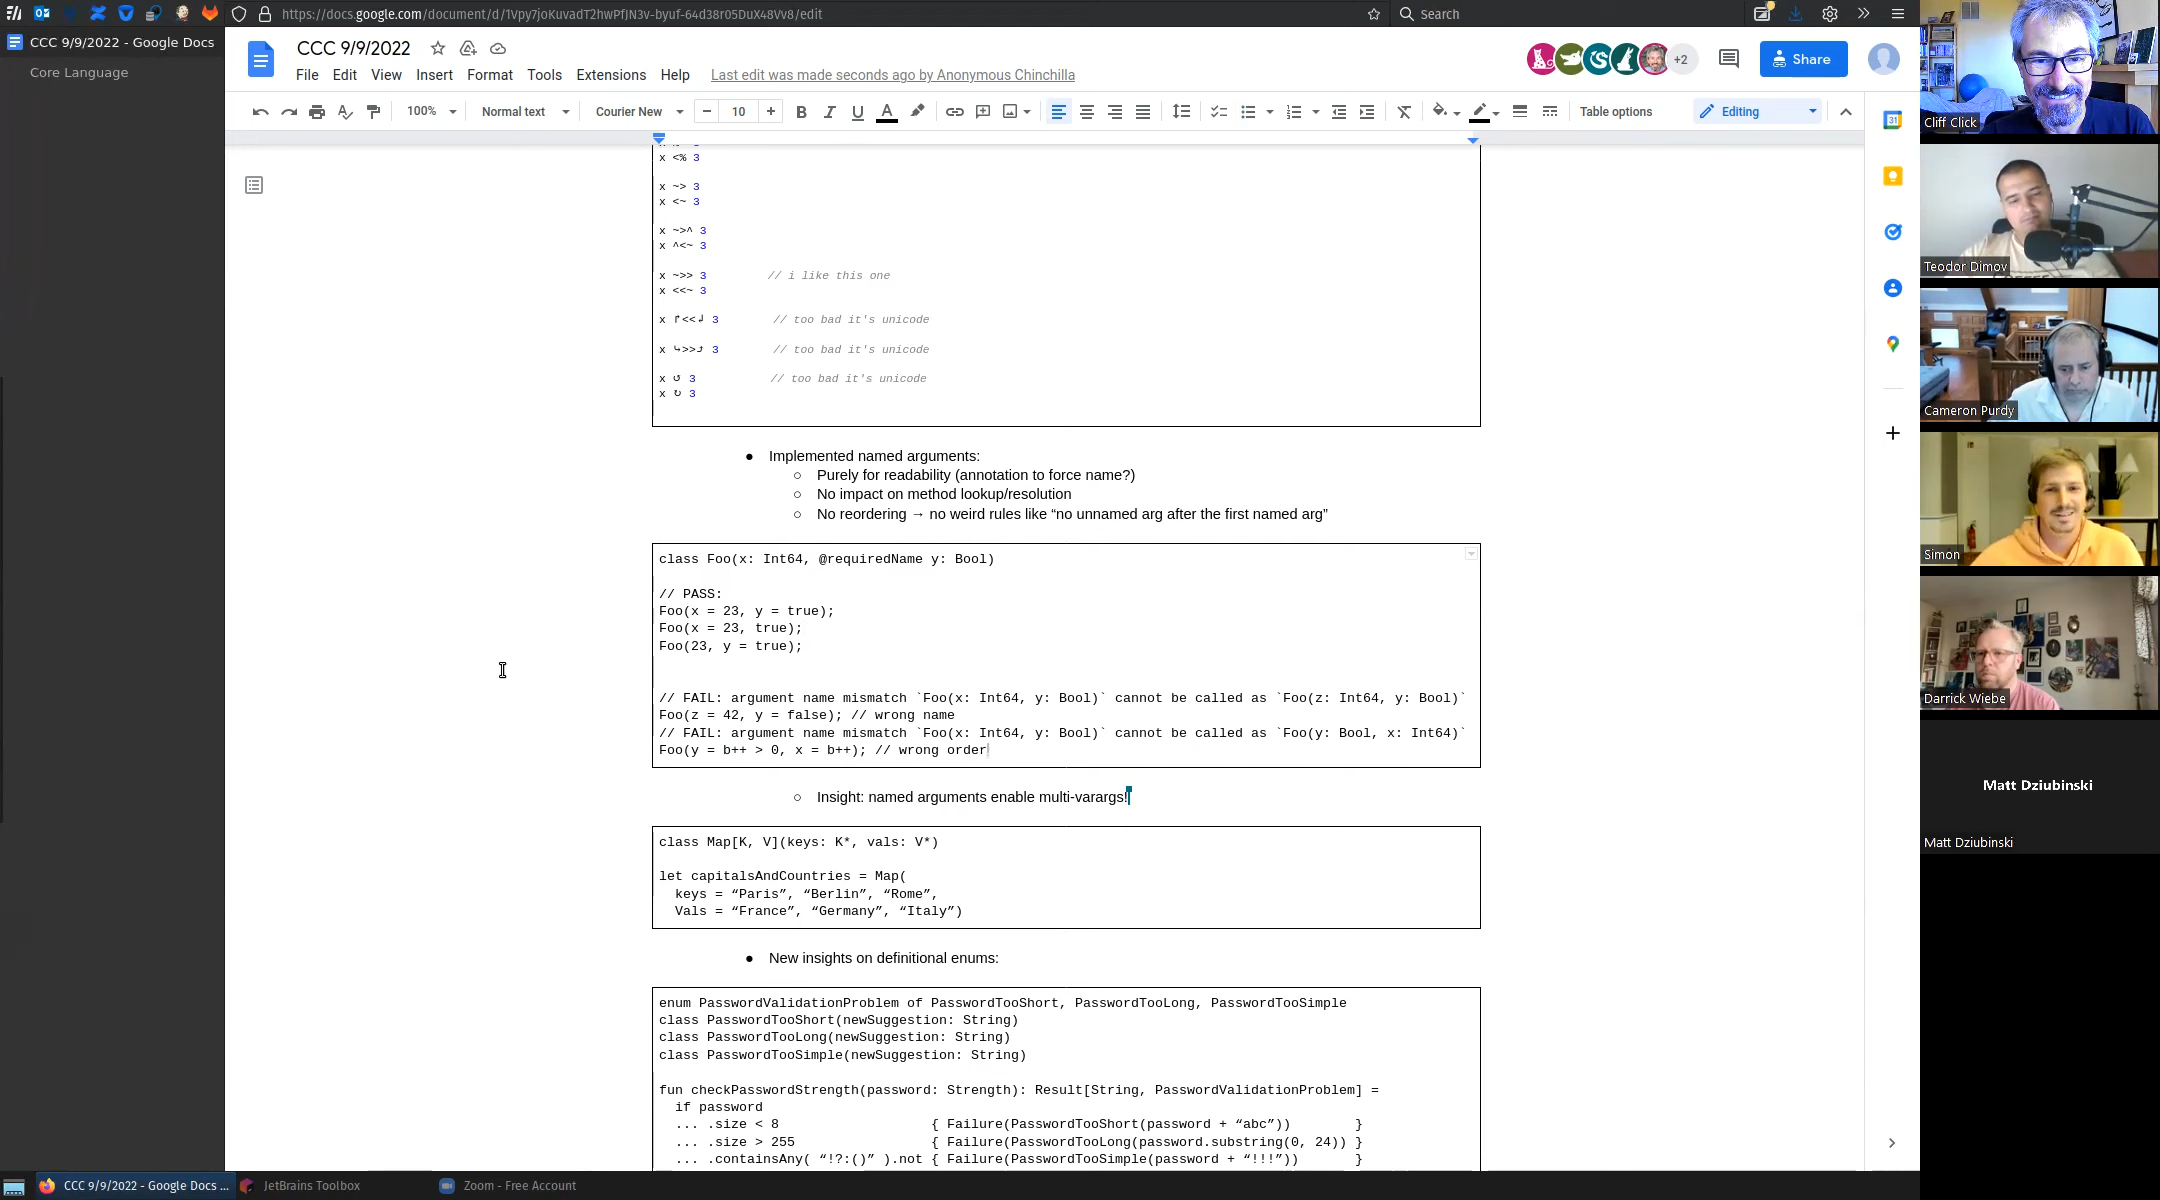 https://docs.google.com/document/d/1Vpy7joKuvadT2hwPfJN3v-byuf-64d38r05DuX48Vv8/edit
Search
CCC 9/9/2022 - Google Docs
Core Language
CCC 9/9/2022
File Edit View Insert Format Tools Extensions Help Last edit was made seconds ago by Anonymous Chinchilla
+2
Share
100% Normal text Courier New − 10 + B I U A Table options Editing
31
x <% 3
x ~> 3
x <~ 3
x ~>^ 3
x ^<~ 3
x ~>> 3 // i like this one
x <<~ 3
x ↱<<↲ 3 // too bad it's unicode
x ⤷>>⤴ 3 // too bad it's unicode
x ↺ 3 // too bad it's unicode
x ↻ 3
● Implemented named arguments:
○ Purely for readability (annotation to force name?)
○ No impact on method lookup/resolution
○ No reordering → no weird rules like “no unnamed arg after the first named arg”
class Foo(x: Int64, @requiredName y: Bool)
// PASS:
Foo(x = 23, y = true);
Foo(x = 23, true);
Foo(23, y = true);
// FAIL: argument name mismatch `Foo(x: Int64, y: Bool)` cannot be called as `Foo(z: Int64, y: Bool)`
Foo(z = 42, y = false); // wrong name
// FAIL: argument name mismatch `Foo(x: Int64, y: Bool)` cannot be called as `Foo(y: Bool, x: Int64)`
Foo(y = b++ > 0, x = b++); // wrong order
○ Insight: named arguments enable multi-varargs!
class Map[K, V](keys: K*, vals: V*)
let capitalsAndCountries = Map(
keys = “Paris”, “Berlin”, “Rome”,
Vals = “France”, “Germany”, “Italy”)
● New insights on definitional enums:
enum PasswordValidationProblem of PasswordTooShort, PasswordTooLong, PasswordTooSimple
class PasswordTooShort(newSuggestion: String)
class PasswordTooLong(newSuggestion: String)
class PasswordTooSimple(newSuggestion: String)
fun checkPasswordStrength(password: Strength): Result[String, PasswordValidationProblem] =
if password
... .size < 8 { Failure(PasswordTooShort(password + “abc”)) }
... .size > 255 { Failure(PasswordTooLong(password.substring(0, 24)) }
... .containsAny( “!?:()” ).not { Failure(PasswordTooSimple(password + “!!!”)) }
Cliff Click
Teodor Dimov
Cameron Purdy
Simon
Darrick Wiebe
Matt Dziubinski
Matt Dziubinski
CCC 9/9/2022 - Google Docs ...
JetBrains Toolbox
Zoom - Free Account